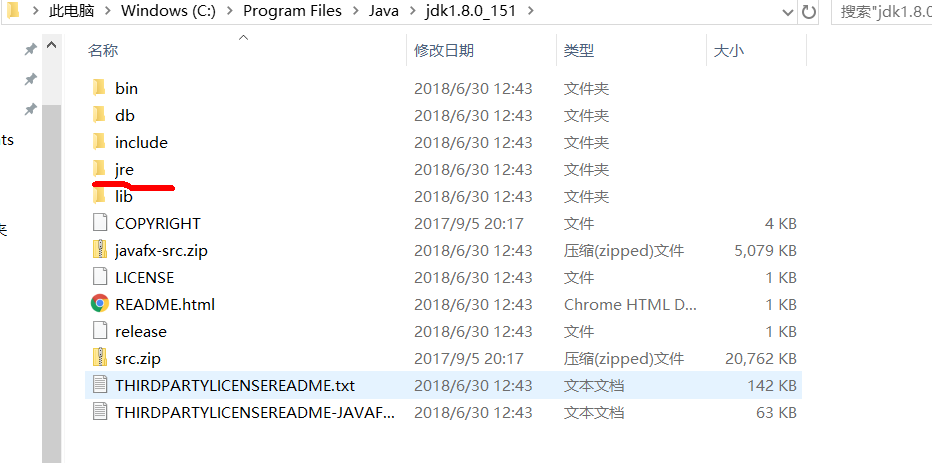 此电脑 > Windows (C:) > Program Files > Java > jdk1.8.0_151 > 搜索"jdk1.8.0
名称 修改日期 类型 大小
bin 2018/6/30 12:43 文件夹
db 2018/6/30 12:43 文件夹
ts
include 2018/6/30 12:43 文件夹
jre 2018/6/30 12:43 文件夹
lib 2018/6/30 12:43 文件夹
COPYRIGHT 2017/9/5 20:17 文件 4 KB
javafx-src.zip 2018/6/30 12:43 压缩(zipped)文件 5,079 KB
LICENSE 2018/6/30 12:43 文件 1 KB
README.html 2018/6/30 12:43 Chrome HTML D... 1 KB
release 2018/6/30 12:43 文件 1 KB
src.zip 2017/9/5 20:17 压缩(zipped)文件 20,762 KB
THIRDPARTYLICENSEREADME.txt 2018/6/30 12:43 文本文档 142 KB
THIRDPARTYLICENSEREADME-JAVAF... 2018/6/30 12:43 文本文档 63 KB